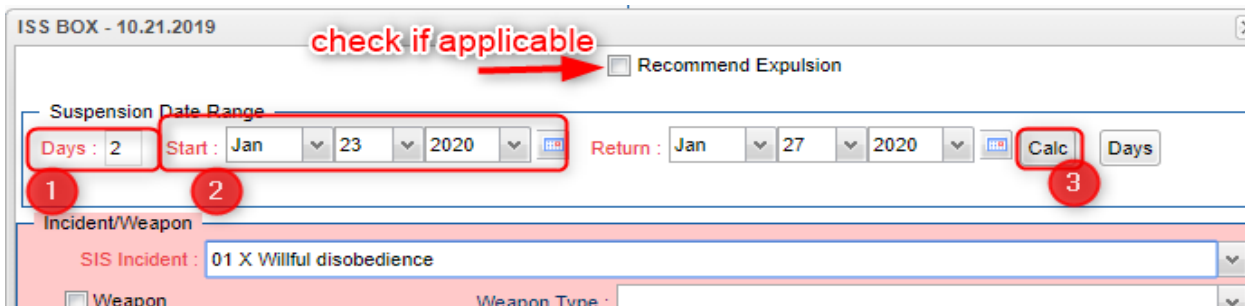 ISS BOX - 10.21.2019
check if applicable
Recommend Expulsion
Suspension Date Range
Days : 2 Start : Jan 23 2020 Return : Jan 27 2020 Calc Days
1 2 3
Incident/Weapon
SIS Incident : 01 X Willful disobedience
Weapon Weapon Type :